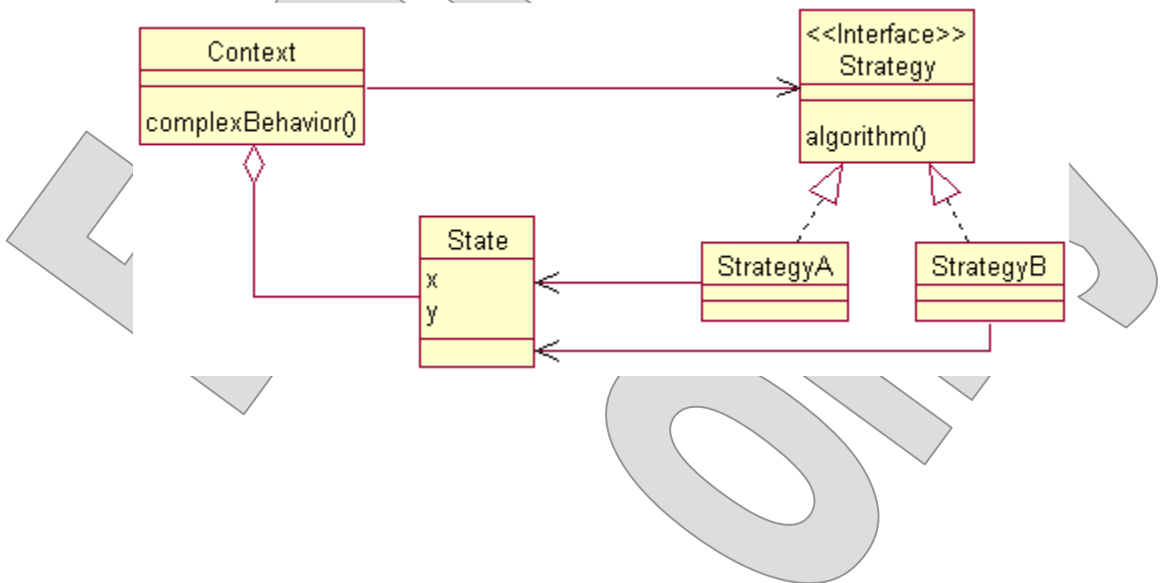 Context
complexBehavior()
<<Interface>>
Strategy
algorithm()
State
x
y
StrategyA
StrategyB